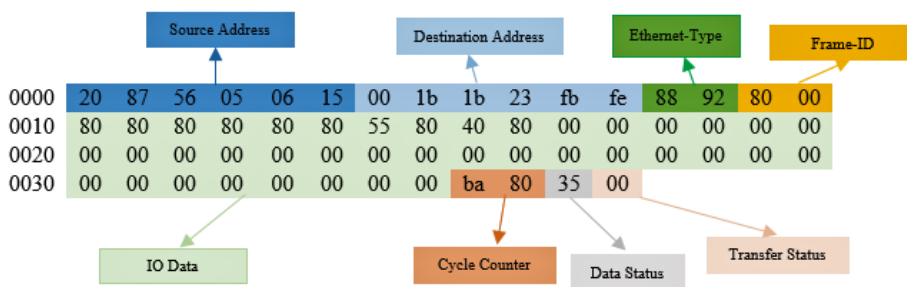 Source Address
Destination Address
Ethernet-Type
Frame-ID
0000 20 87 56 05 06 15 00 1b 1b 23 fb fe 88 92 80 00
0010 80 80 80 80 80 80 55 80 40 80 00 00 00 00 00 00
0020 00 00 00 00 00 00 00 00 00 00 00 00 00 00 00 00
0030 00 00 00 00 00 00 00 00 ba 80 35 00
IO Data
Cycle Counter
Data Status
Transfer Status